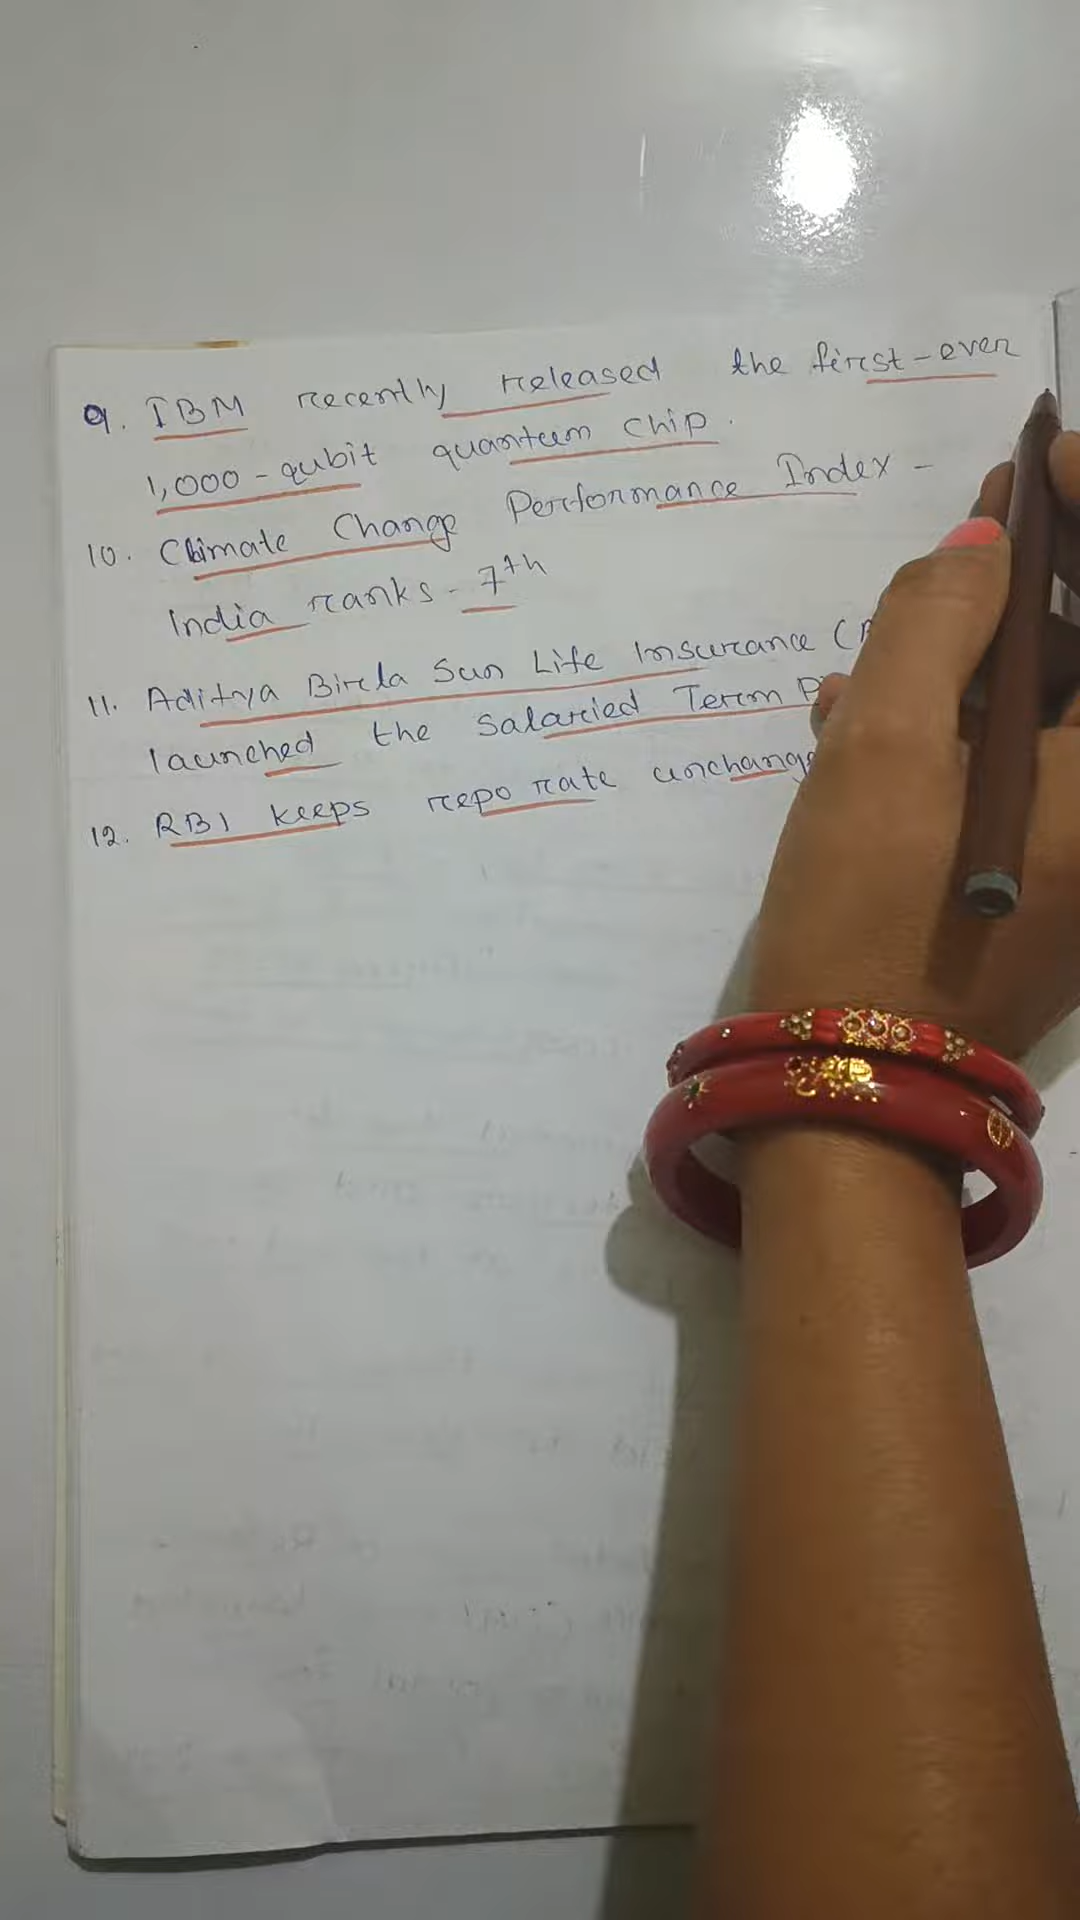 9. IBM recently released the first-ever
1,000-qubit quantum chip.
10. Climate Change Performance Index -
India ranks - 7th
11. Aditya Birla Sun Life Insurance (
launched the Salaried Term
12. RBI keeps repo rate